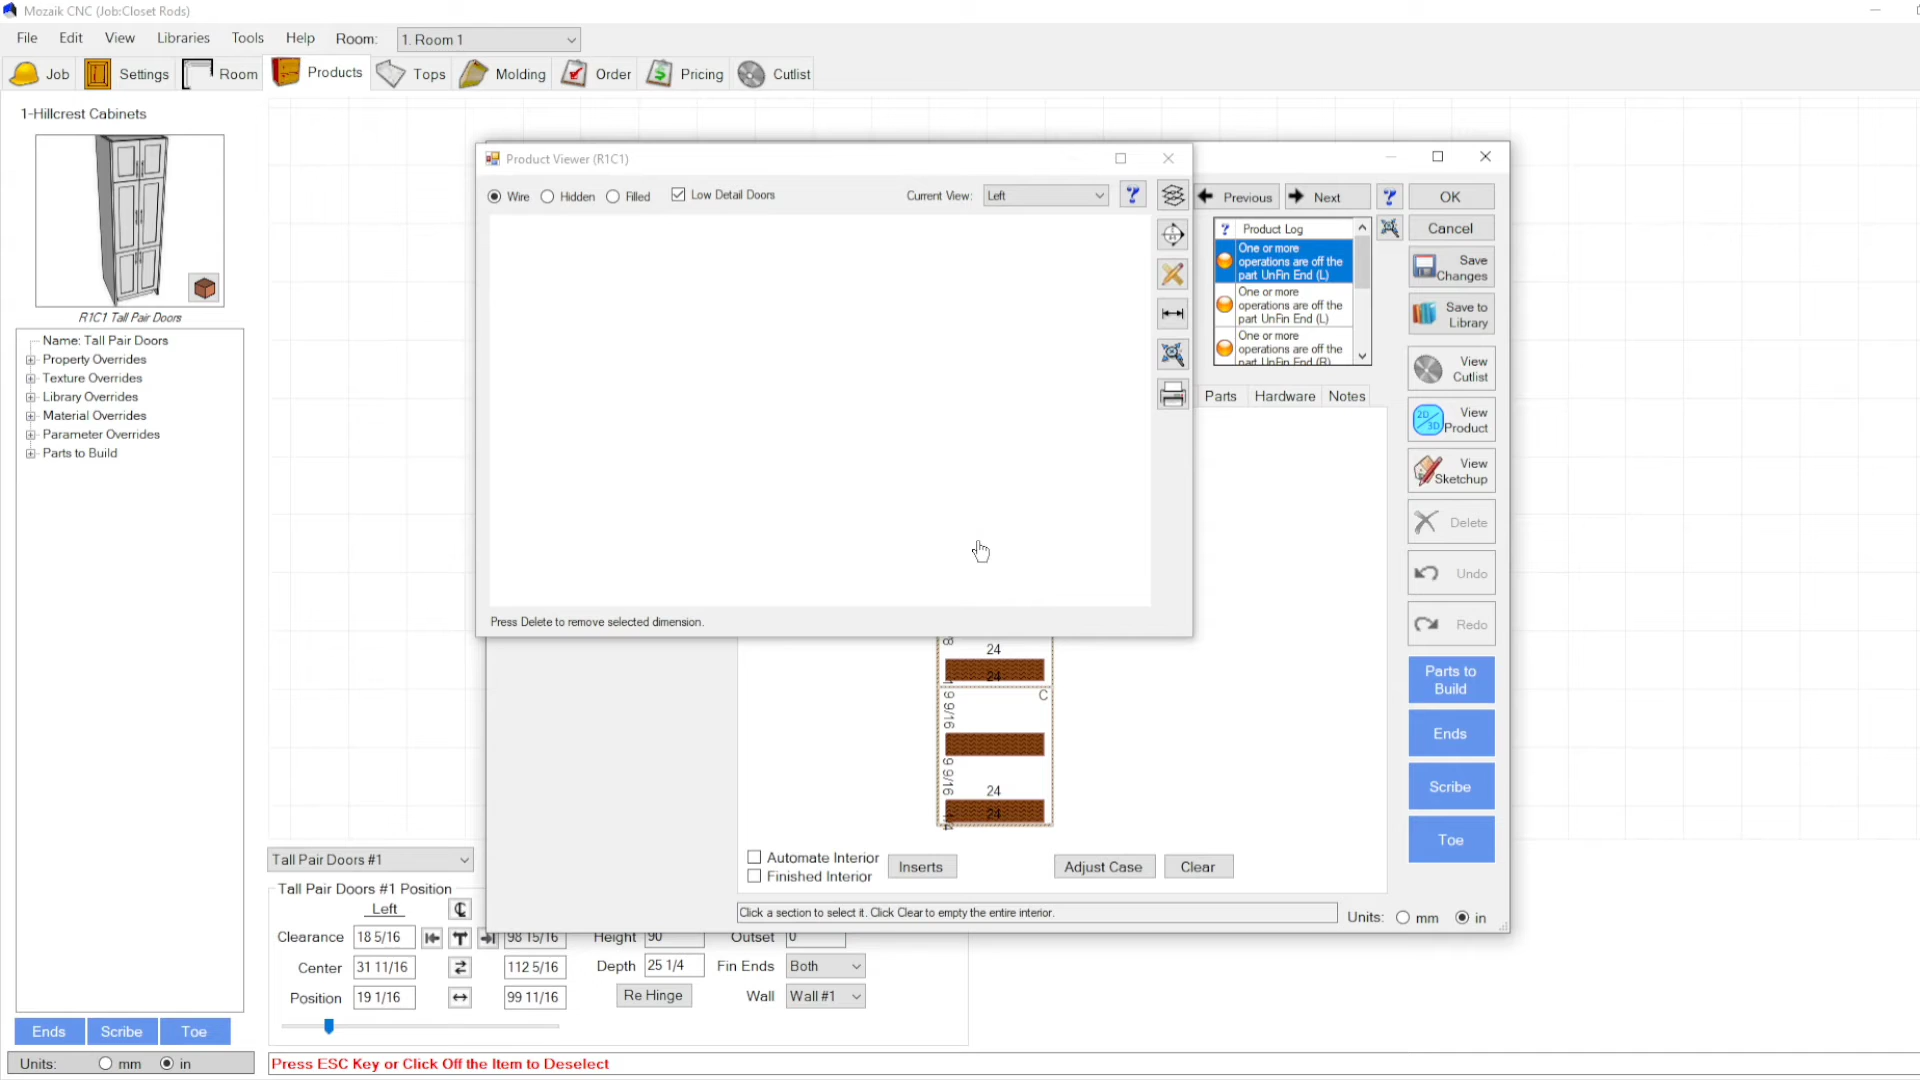 Mozaik CNC (Job:Closet Rods)
File Edit View Libraries Tools Help Room: 1. Room 1
Job Settings Room Products Tops Molding Order Pricing Cutlist
1-Hillcrest Cabinets
R1C1 Tall Pair Doors
Name: Tall Pair Doors
Property Overrides
Texture Overrides
Library Overrides
Material Overrides
Parameter Overrides
Parts to Build
Ends Scribe Toe
Units: mm in
Product Viewer (R1C1)
Wire Hidden Filled Low Detail Doors Current View: Left
Press Delete to remove selected dimension.
Previous Next OK
Product Log
One or more
operations are off the
part UnFin End (L)
One or more
operations are off the
part UnFin End (L)
One or more
operations are off the
part UnFin End (R)
Cancel
Save
Changes
Save to
Library
View
Cutlist
2D/3D
View
Product
View
Sketchup
Delete
Undo
Redo
Parts to
Build
Ends
Scribe
Toe
Parts Hardware Notes
24
24
C
9 9/16
9 9/16
24
24
Automate Interior
Finished Interior
Inserts Adjust Case Clear
Click a section to select it. Click Clear to empty the entire interior.
Units: mm in
Tall Pair Doors #1
Tall Pair Doors #1 Position
Left
Clearance 18 5/16 98 15/16 Height 90 Outset 0
Center 31 11/16 112 5/16 Depth 25 1/4 Fin Ends Both
Position 19 1/16 99 11/16 Re Hinge Wall Wall #1
Press ESC Key or Click Off the Item to Deselect